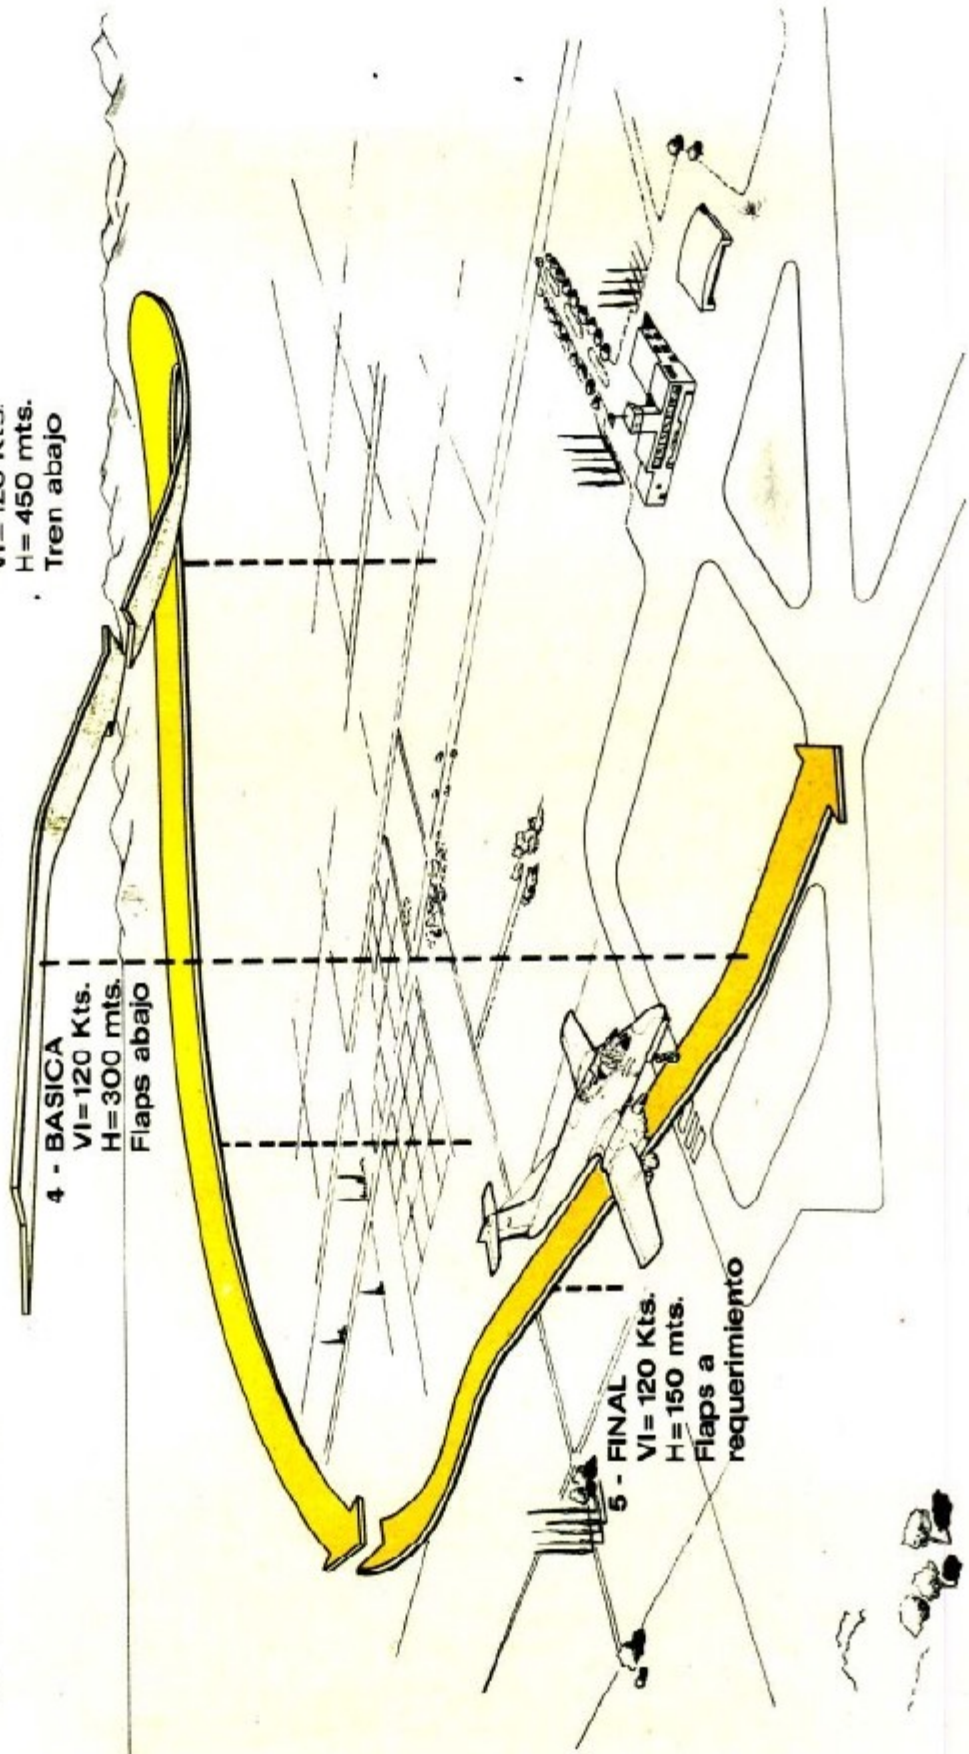 H= 450 mts.
Tren abajo
4 - BASICA
VI= 120 Kts.
H= 300 mts.
Flaps abajo
5 - FINAL
VI= 120 Kts.
H= 150 mts.
Flaps a
requerimiento